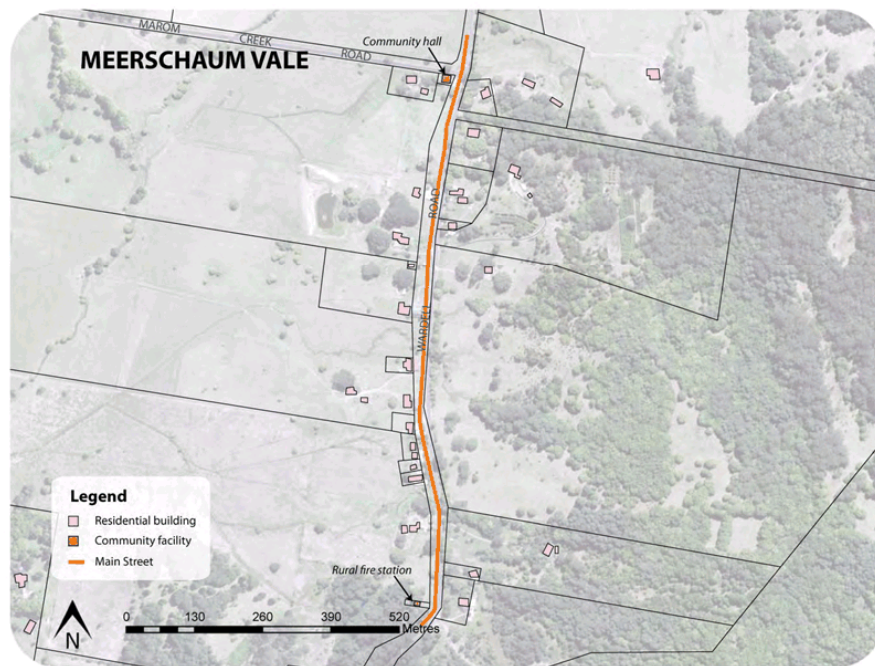 MAROM CREEK ROAD
Community hall
MEERSCHAUM VALE
ROAD
WARDELL
Legend
Residential building
Community facility
Main Street
Rural fire station
N
0 130 260 390 520
Metres